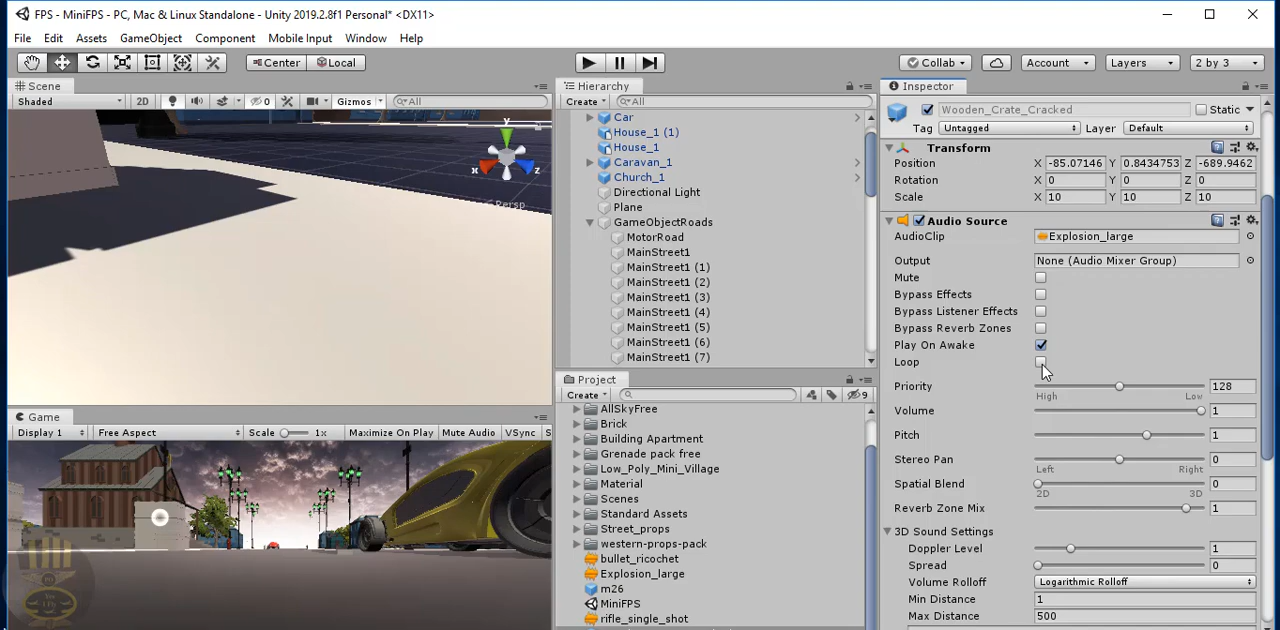 FPS - MiniFPS - PC, Mac & Linux Standalone - Unity 2019.2.8f1 Personal* <DX11>
File Edit Assets GameObject Component Mobile Input Window Help
Center Local Collab Account Layers 2 by 3
Scene
Shaded 2D 0 Gizmos All
y
x
z
Persp
Game
Display 1 Free Aspect Scale 1x Maximize On Play Mute Audio VSync S
Hierarchy
Create All
Car
House_1 (1)
House_1
Caravan_1
Church_1
Directional Light
Plane
GameObjectRoads
MotorRoad
MainStreet1
MainStreet1 (1)
MainStreet1 (2)
MainStreet1 (3)
MainStreet1 (4)
MainStreet1 (5)
MainStreet1 (6)
MainStreet1 (7)
Project
Create 9
AllSkyFree
Brick
Building Apartment
Grenade pack free
Low_Poly_Mini_Village
Material
Scenes
Standard Assets
Street_props
western-props-pack
bullet_ricochet
Explosion_large
m26
MiniFPS
rifle_single_shot
Inspector
Wooden_Crate_Cracked Static
Tag Untagged Layer Default
Transform
Position X -85.07146 Y 0.8434753 Z -689.9462
Rotation X 0 Y 0 Z 0
Scale X 10 Y 10 Z 10
Audio Source
AudioClip Explosion_large
Output None (Audio Mixer Group)
Mute
Bypass Effects
Bypass Listener Effects
Bypass Reverb Zones
Play On Awake
Loop
Priority 128
High Low
Volume 1
Pitch 1
Stereo Pan 0
Left Right
Spatial Blend 0
2D 3D
Reverb Zone Mix 1
3D Sound Settings
Doppler Level 1
Spread 0
Volume Rolloff Logarithmic Rolloff
Min Distance 1
Max Distance 500